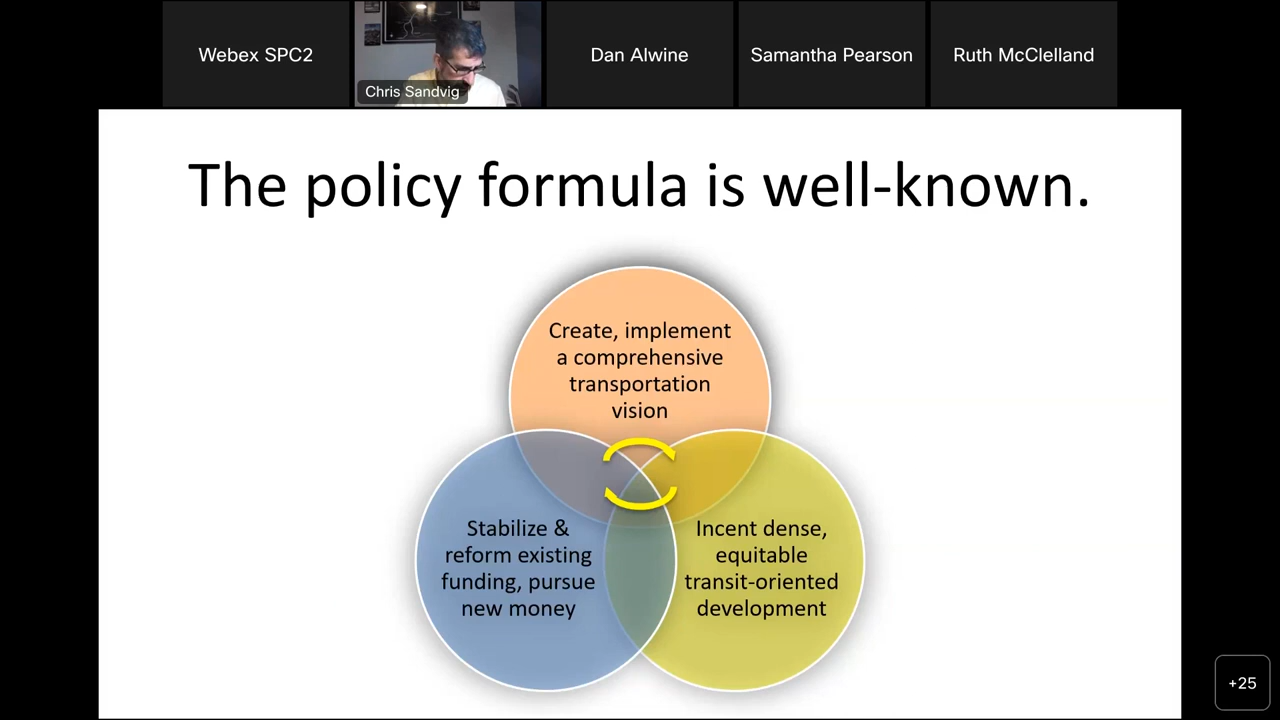 Webex SPC2
Chris Sandvig
Dan Alwine
Samantha Pearson
Ruth McClelland
The policy formula is well-known.
Create, implement
a comprehensive
transportation
vision
Stabilize &
reform existing
funding, pursue
new money
Incent dense,
equitable
transit-oriented
development
+25